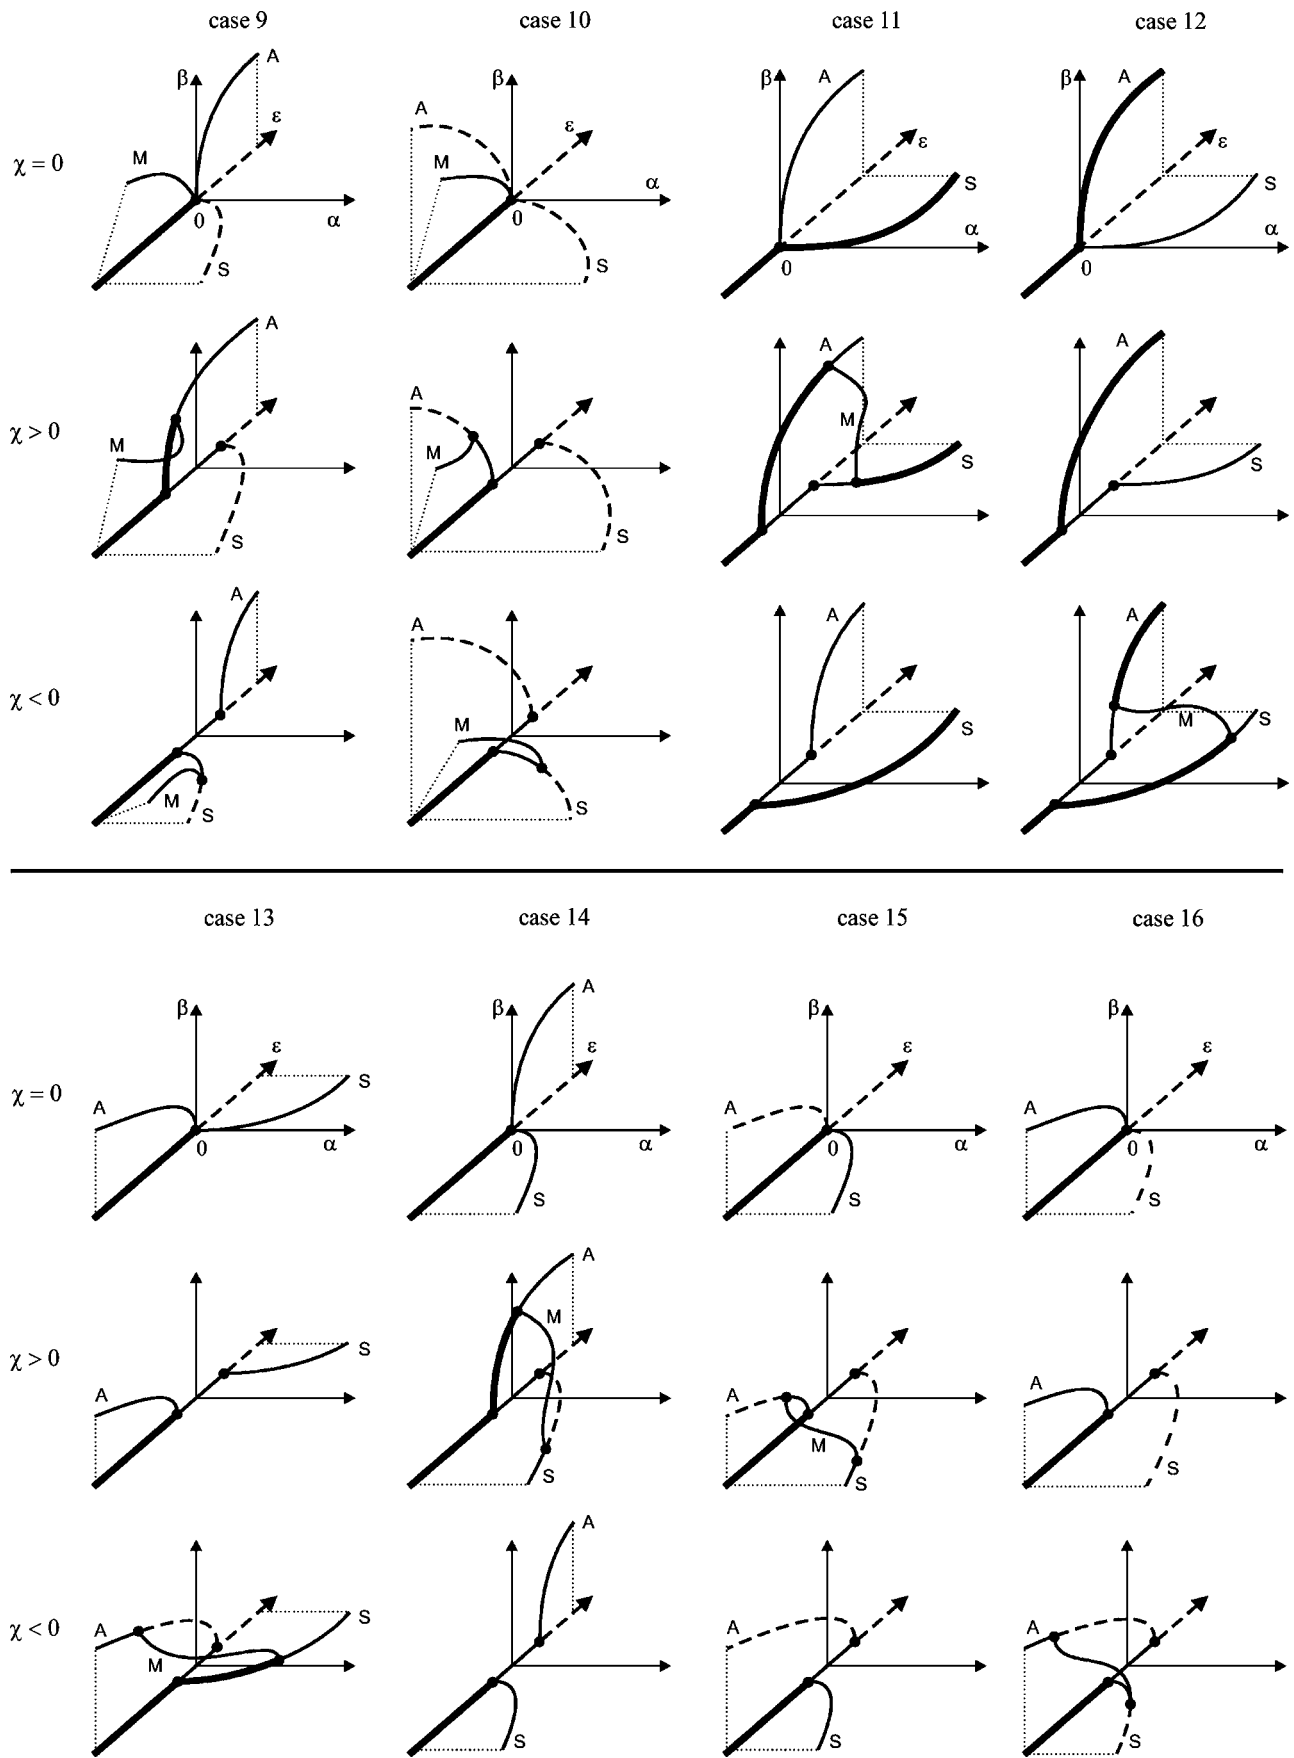 case 9 case 10 case 11 case 12
χ = 0
β A ε M 0 α S
A ε M α 0 S
β A ε S α 0
β A ε S α 0
χ > 0
A M S
A M S
A M S
A S
χ < 0
A M S
A M S
A S
A M S
case 13 case 14 case 15 case 16
χ = 0
β ε A S 0 α
β A ε 0 α S
β ε A 0 α S
β ε A 0 α S
χ > 0
A S
A M S
A M S
A S
χ < 0
A S M
A S
A S
A S